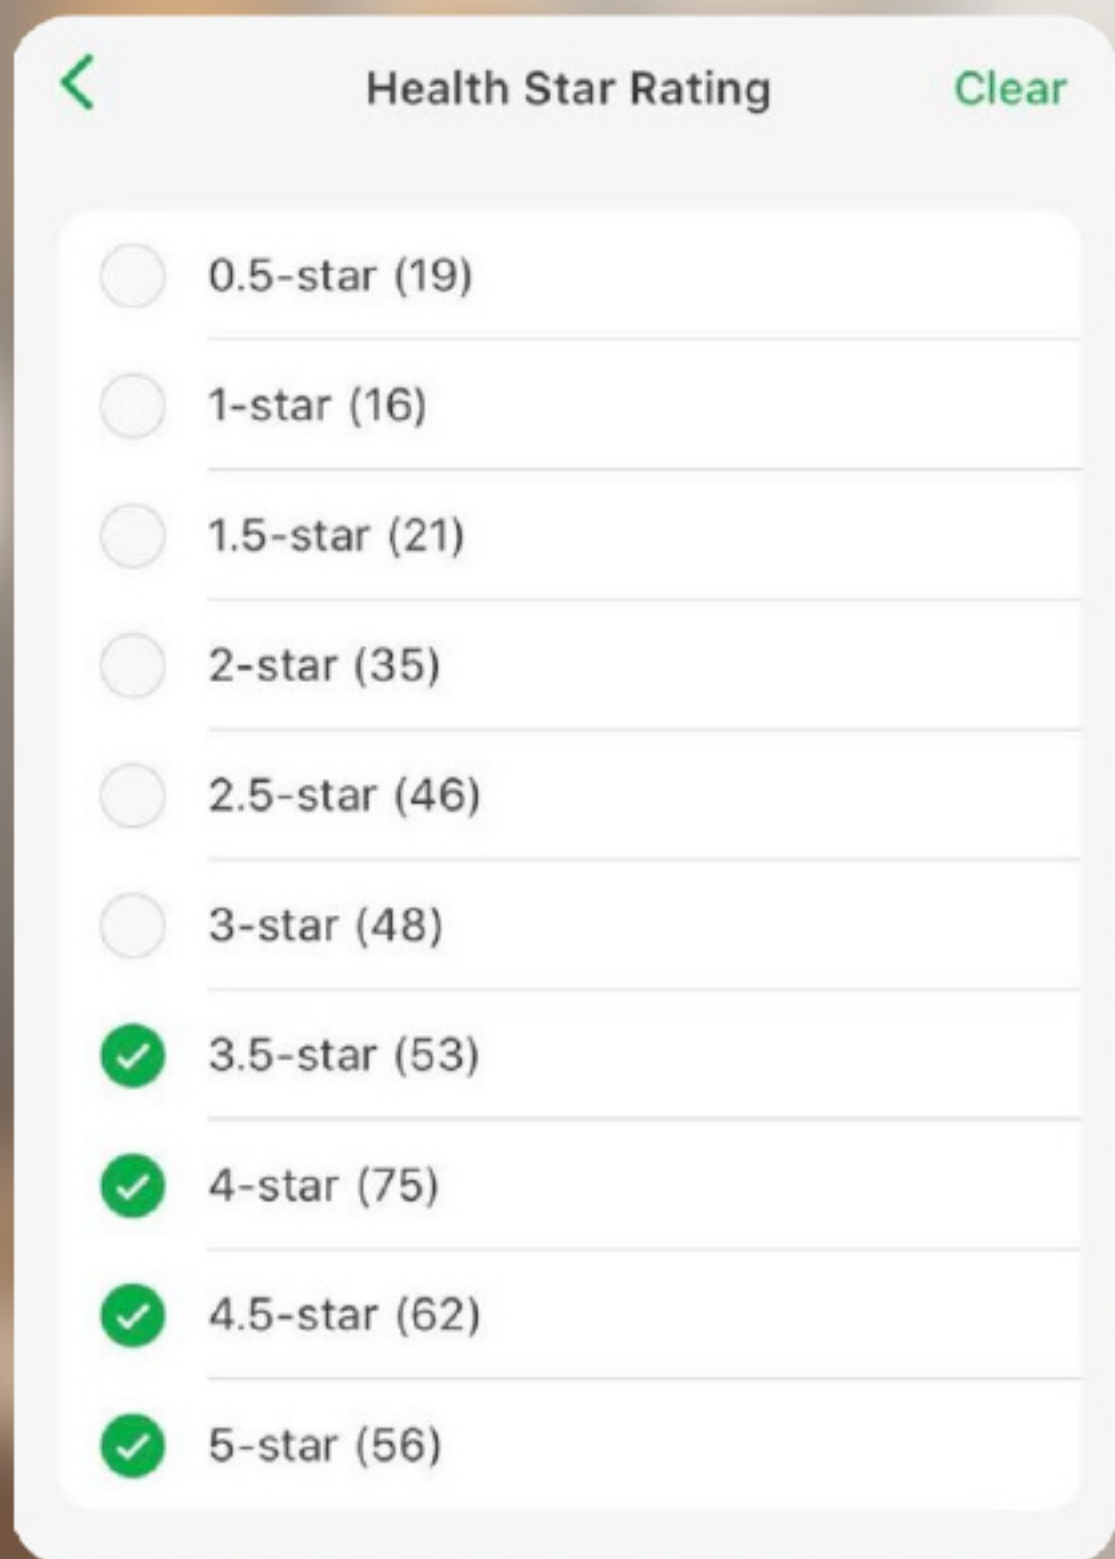 Health Star Rating Clear
0.5-star (19)
1-star (16)
1.5-star (21)
2-star (35)
2.5-star (46)
3-star (48)
3.5-star (53)
4-star (75)
4.5-star (62)
5-star (56)